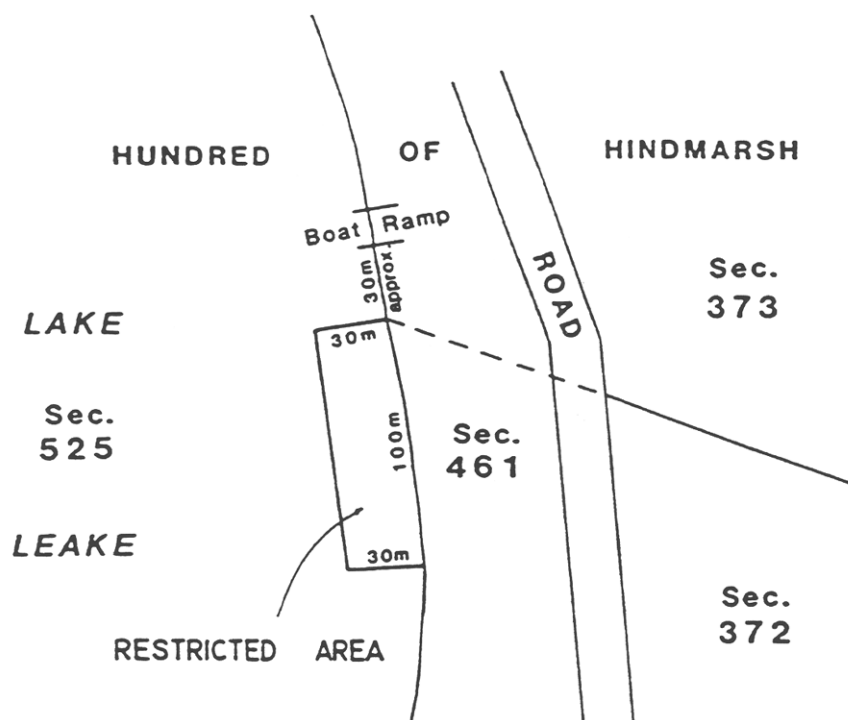 HUNDRED OF HINDMARSH
Boat Ramp
30m approx.
ROAD
Sec.
373
LAKE
30m
Sec.
525
100m
Sec.
461
LEAKE
30m
Sec.
372
RESTRICTED AREA